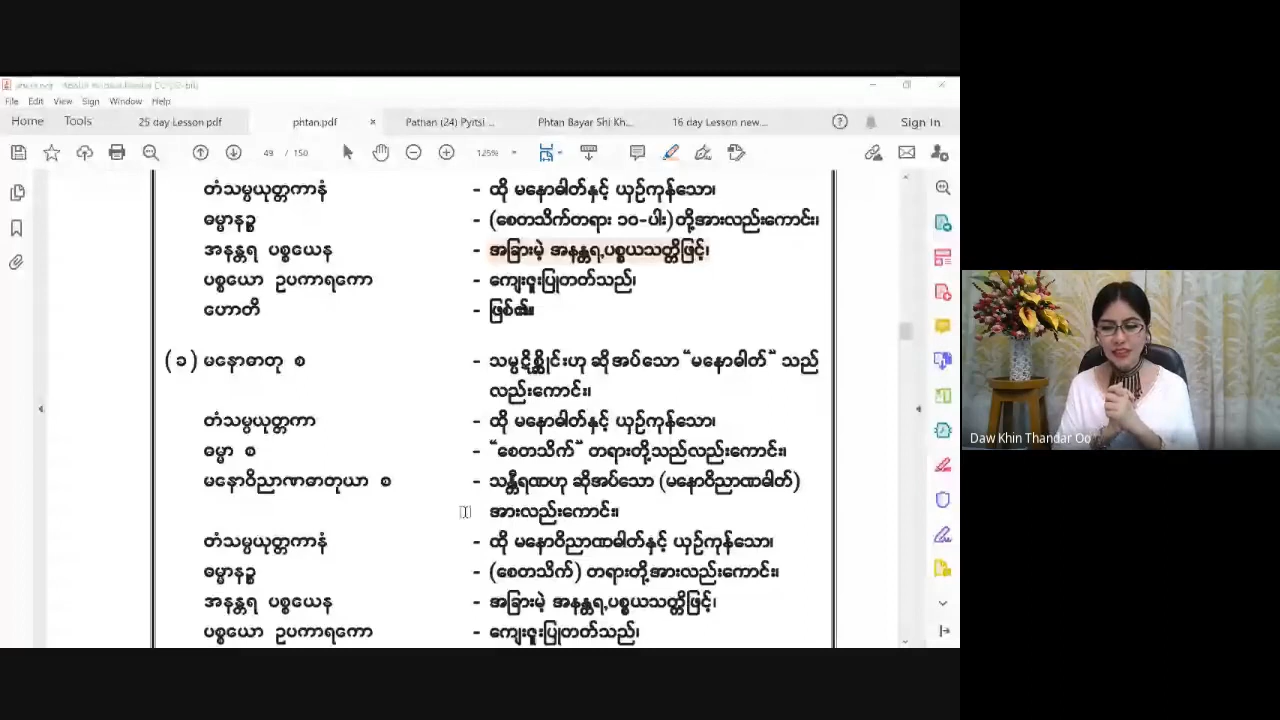 File Edit View Sign Window Help
Home Tools 25 day Lesson.pdf phtan.pdf × Pathan (24) Pyitsi ... Phtan Bayar Shi Kh... 16 day Lesson new... Sign In
49 / 150 125%
တံသမ္ပယုတ္တကာနံ - ထို မနောဓါတ်နှင့် ယှဉ်ကုန်သော၊
ဓမ္မာနဉ္စ - (စေတသိက်တရား ၁၀-ပါး)တို့အားလည်းကောင်း၊
အနန္တရ ပစ္စယေန - အခြားမဲ့ အနန္တရ,ပစ္စယသတ္တိဖြင့်၊
ပစ္စယော ဥပကာရကော - ကျေးဇူးပြုတတ်သည်၊
ဟောတိ - ဖြစ်၏။
(၁) မနောဓာတု စ - သမ္ပဋိစ္ဆိုင်းဟု ဆိုအပ်သော "မနောဓါတ်" သည်
လည်းကောင်း၊
တံသမ္ပယုတ္တကာ - ထို မနောဓါတ်နှင့် ယှဉ်ကုန်သော၊
ဓမ္မာ စ - "စေတသိက်" တရားတို့သည်လည်းကောင်း၊
မနောဝိညာဏဓာတုယာ စ - သန္တီရဏဟု ဆိုအပ်သော (မနောဝိညာဏဓါတ်)
အားလည်းကောင်း၊
တံသမ္ပယုတ္တကာနံ - ထို မနောဝိညာဏဓါတ်နှင့် ယှဉ်ကုန်သော၊
ဓမ္မာနဉ္စ - (စေတသိက်) တရားတို့အားလည်းကောင်း၊
အနန္တရ ပစ္စယေန - အခြားမဲ့ အနန္တရ,ပစ္စယသတ္တိဖြင့်၊
ပစ္စယော ဥပကာရကော - ကျေးဇူးပြုတတ်သည်၊
Daw Khin Thandar Oo